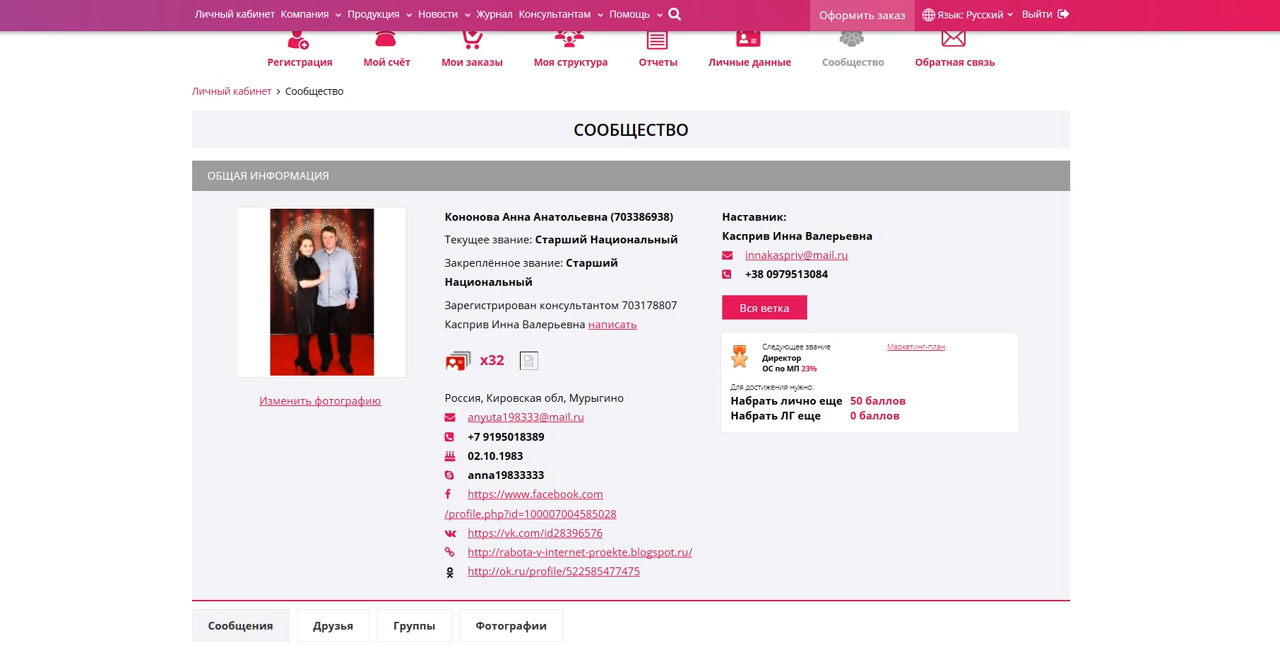 Личный кабинет Компания Продукция Новости Журнал Консультантам Помощь Оформить заказ Язык: Русский Выйти
Регистрация Мой счёт Мои заказы Моя структура Отчеты Личные данные Сообщество Обратная связь
Личный кабинет > Сообщество
СООБЩЕСТВО
ОБЩАЯ ИНФОРМАЦИЯ
Изменить фотографию
Кононова Анна Анатольевна (703386938)
Текущее звание: Старший Национальный
Закреплённое звание: Старший
Национальный
Зарегистрирован консультантом 703178807
Касприв Инна Валерьевна написать
x32
Россия, Кировская обл, Мурыгино
anyuta198333@mail.ru
+7 9195018389
02.10.1983
anna19833333
https://www.facebook.com
/profile.php?id=100007004585028
https://vk.com/id28396576
http://rabota-v-internet-proekte.blogspot.ru/
http://ok.ru/profile/522585477475
Наставник:
Касприв Инна Валерьевна
innakaspriv@mail.ru
+38 0979513084
Вся ветка
Следующее звание Маркетинг-план
Директор
ОС по МП 23%
Для достижения нужно:
Набрать лично еще 50 баллов
Набрать ЛГ еще 0 баллов
Сообщения Друзья Группы Фотографии